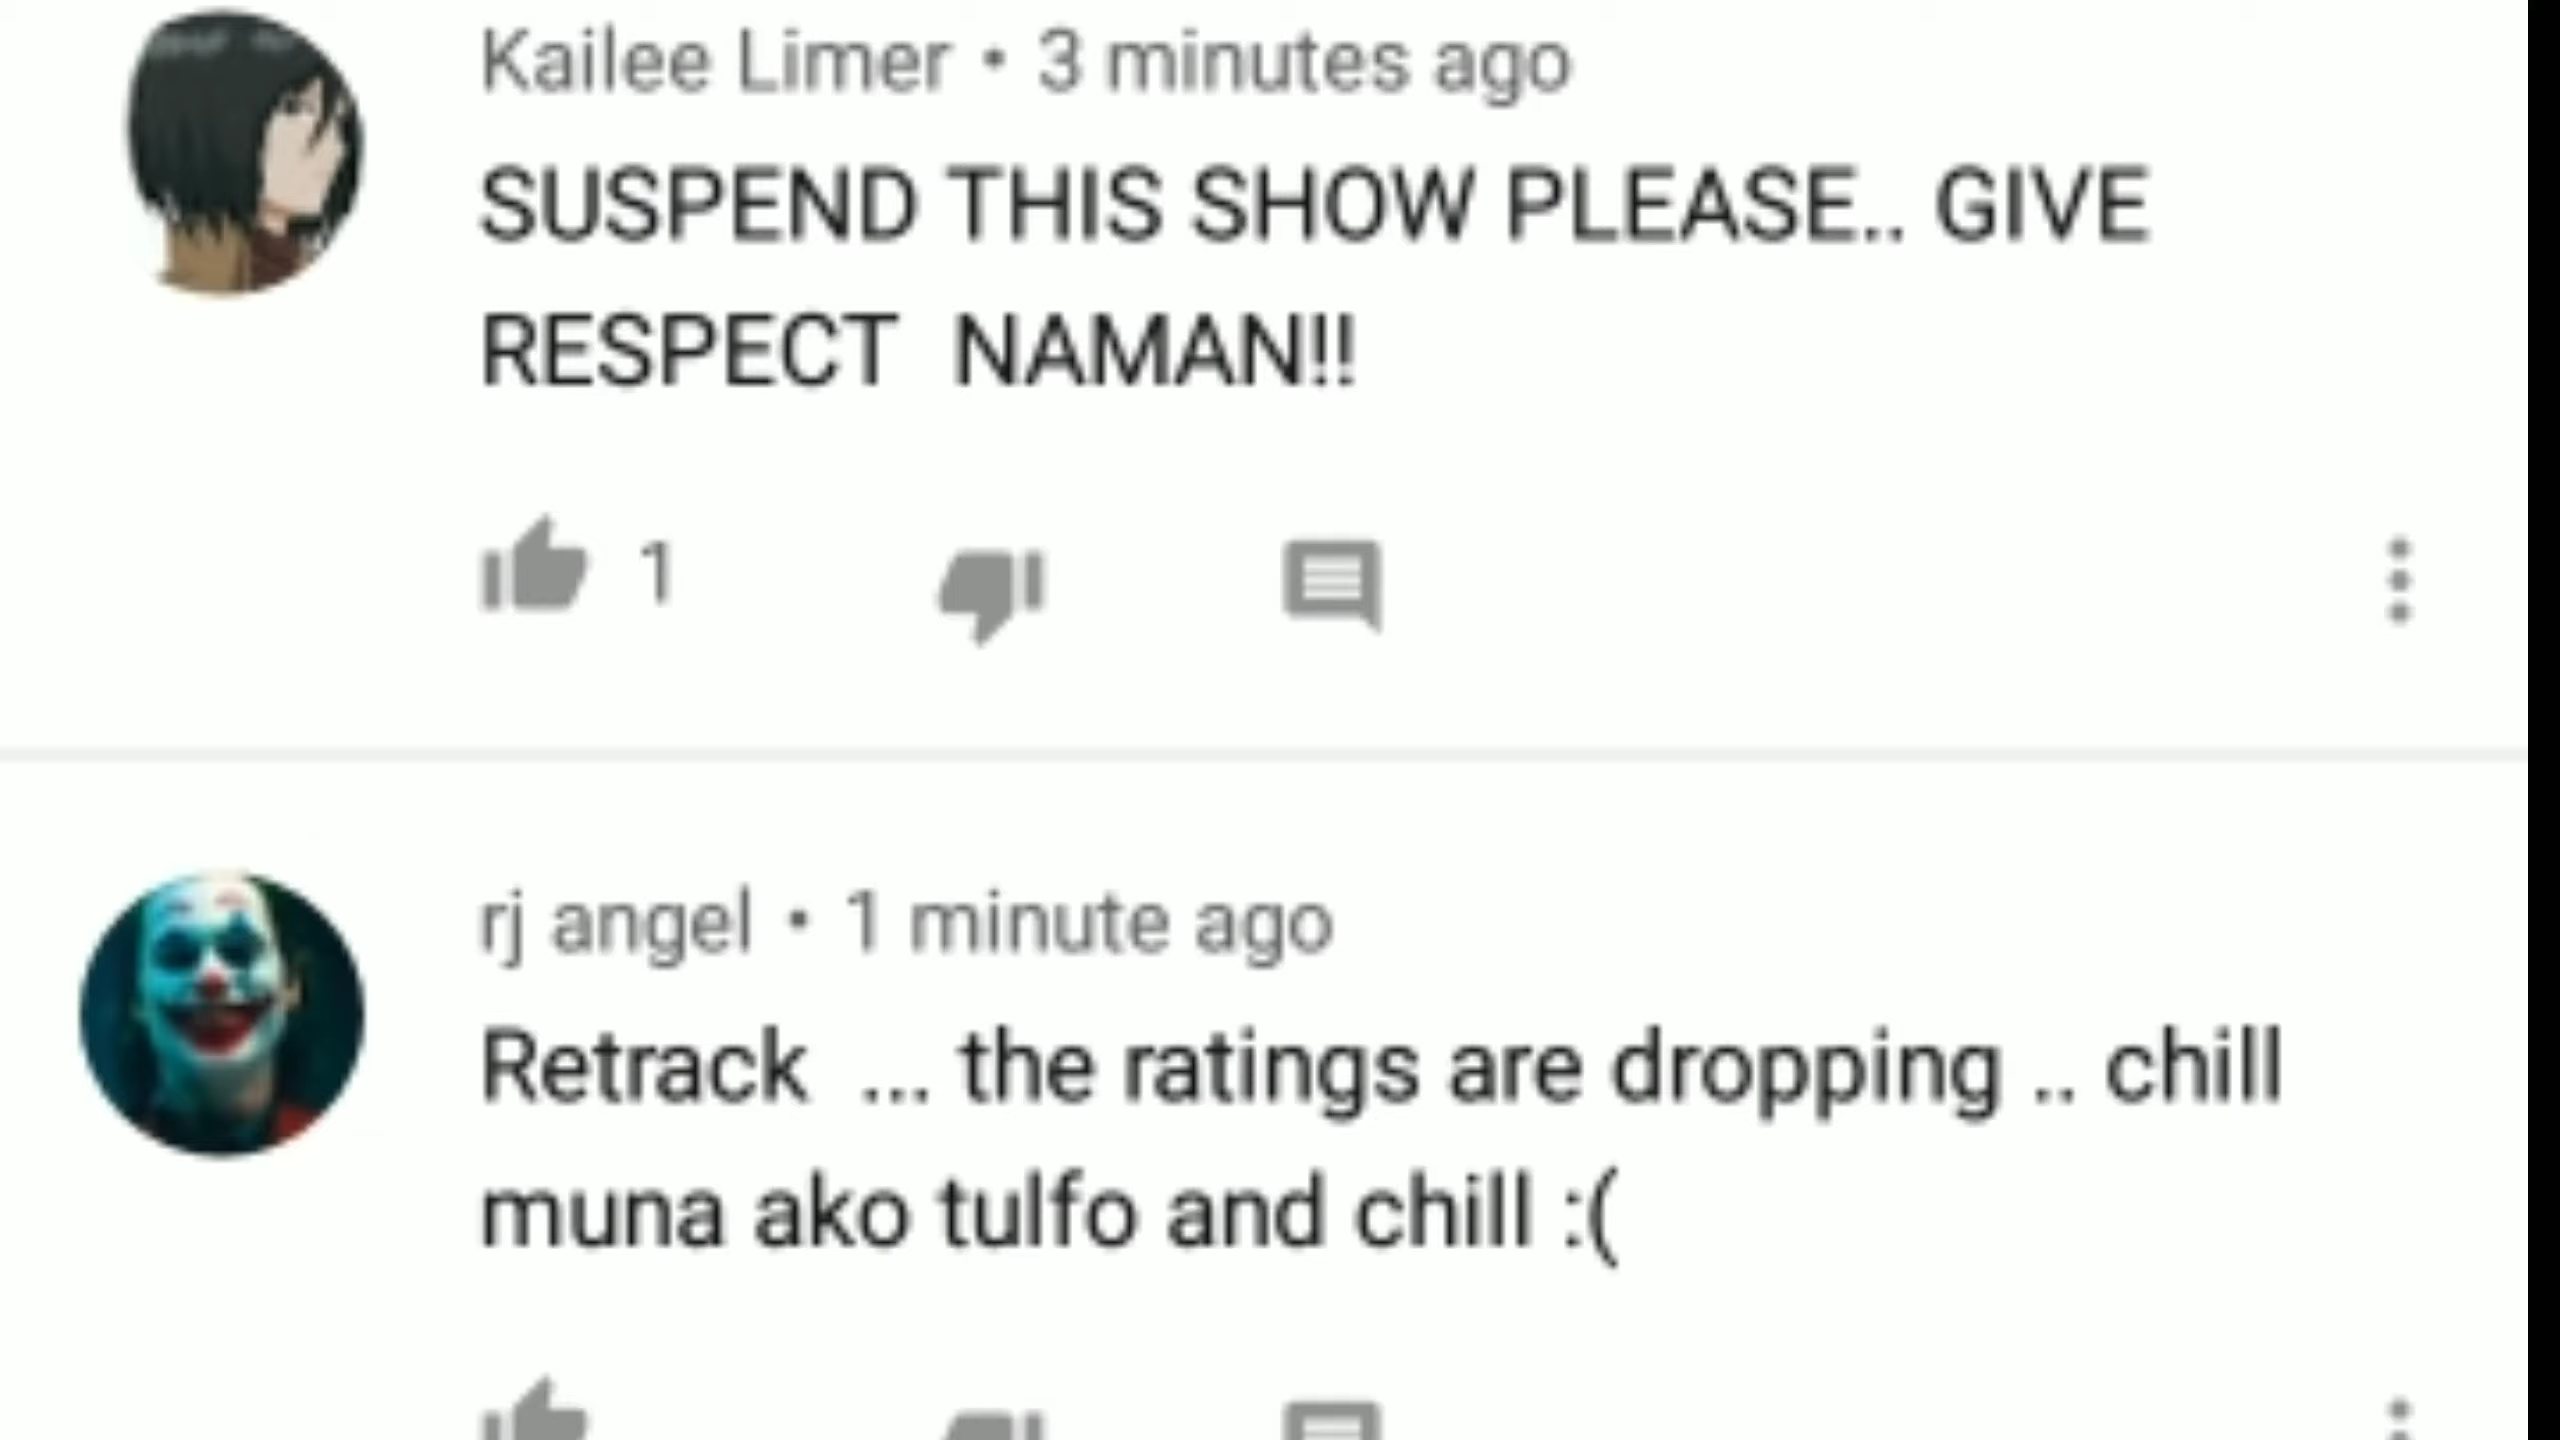 Kailee Limer • 3 minutes ago
SUSPEND THIS SHOW PLEASE.. GIVE
RESPECT  NAMAN!!
1
rj angel • 1 minute ago
Retrack  ... the ratings are dropping .. chill
muna ako tulfo and chill :(